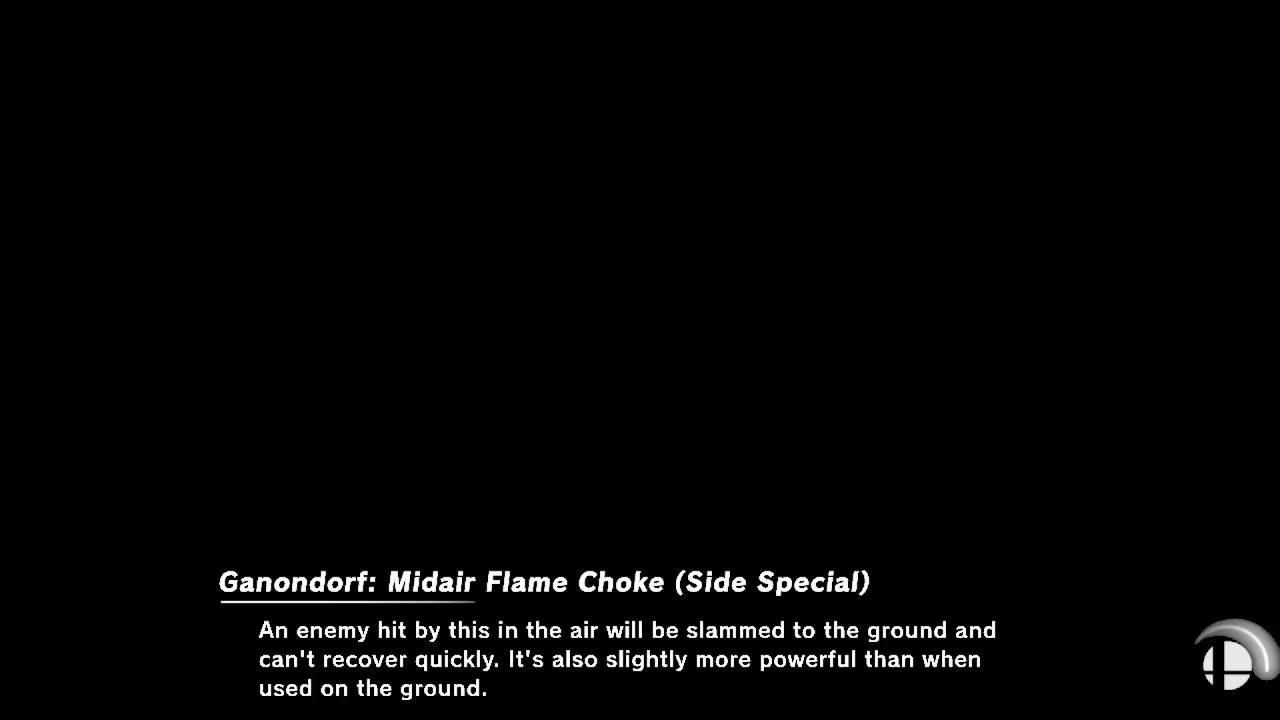 Ganondorf: Midair Flame Choke (Side Special)
An enemy hit by this in the air will be slammed to the ground and
can't recover quickly. It's also slightly more powerful than when
used on the ground.